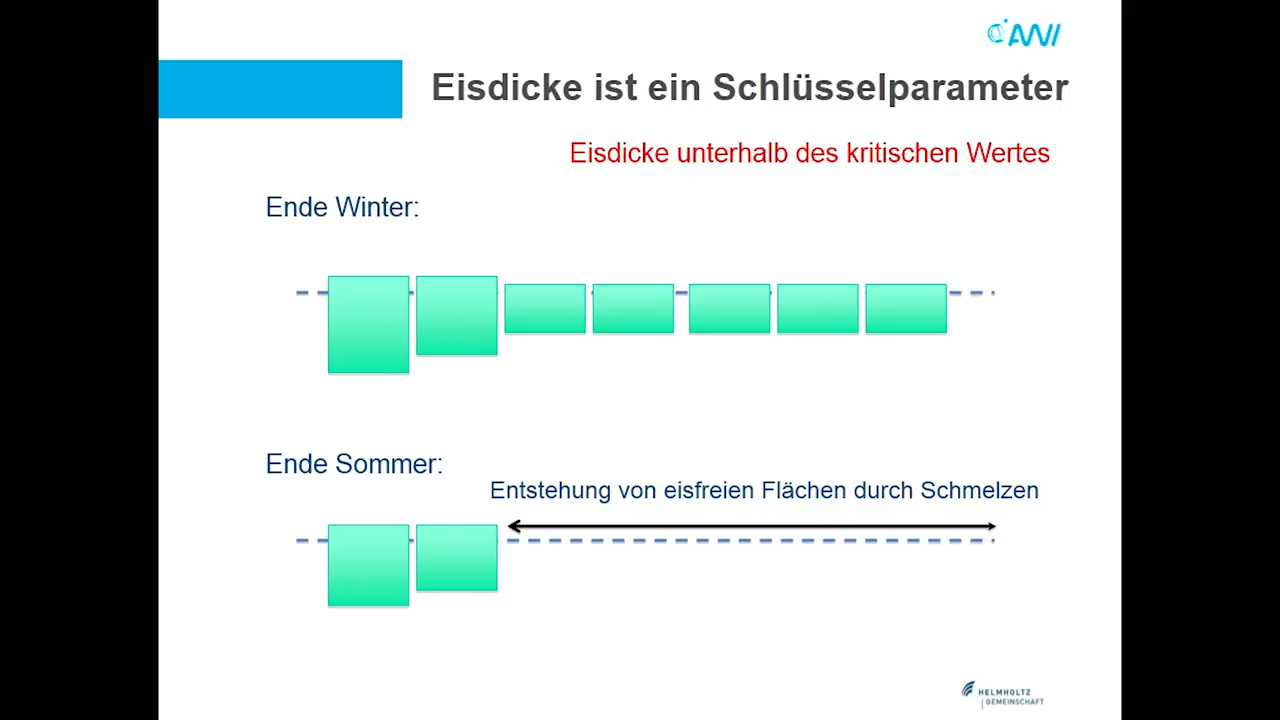 AWI
Eisdicke ist ein Schlüsselparameter
Eisdicke unterhalb des kritischen Wertes
Ende Winter:
Ende Sommer:
Entstehung von eisfreien Flächen durch Schmelzen
HELMHOLTZ
GEMEINSCHAFT